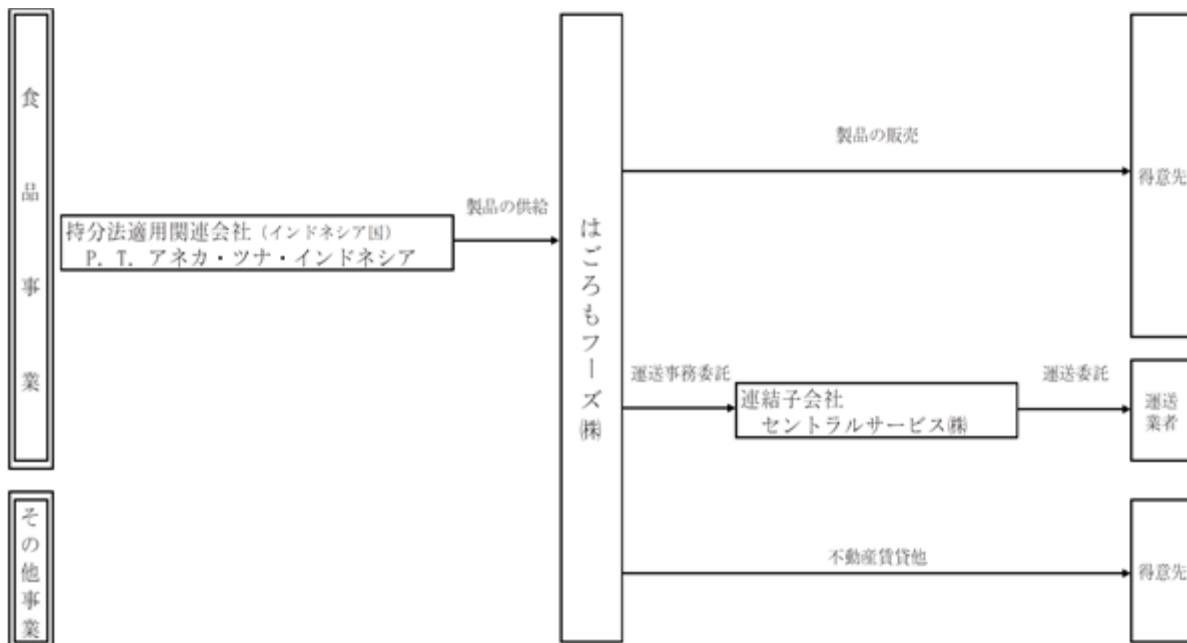 食品事業
持分法適用関連会社（インドネシア国）
P. T. アネカ・ツナ・インドネシア
製品の供給
はごろもフーズ㈱
製品の販売
得意先
運送事務委託
連結子会社
セントラルサービス㈱
運送委託
運送
業者
その他事業
不動産賃貸他
得意先